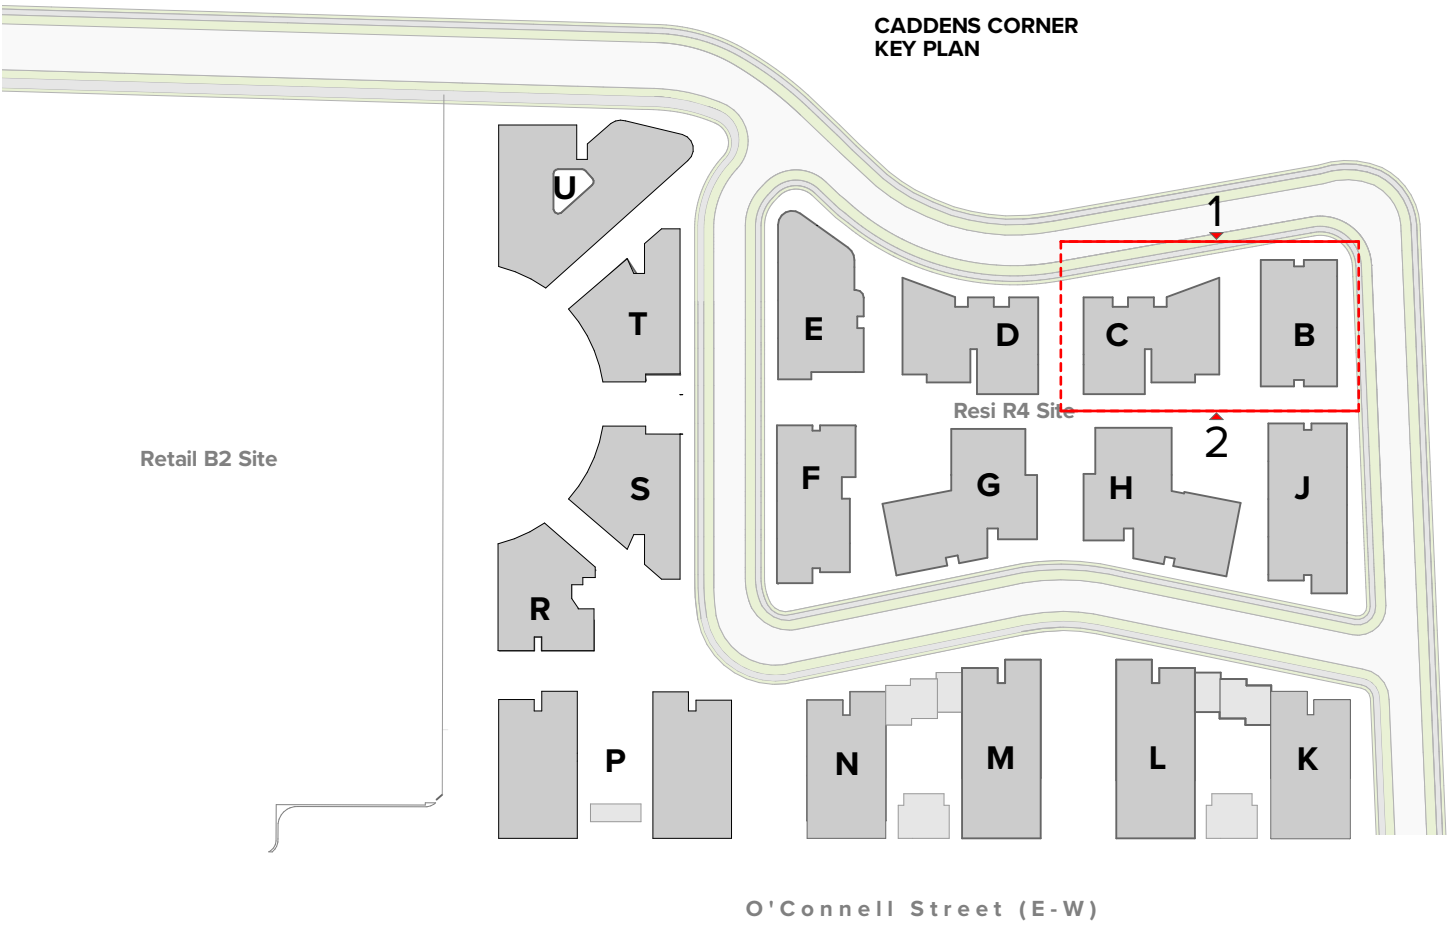 CADDENS CORNER
KEY PLAN
1
U
T
E
D
C
B
Resi R4 Site
2
Retail B2 Site
S
F
G
H
J
R
P
N
M
L
K
O'Connell Street (E-W)